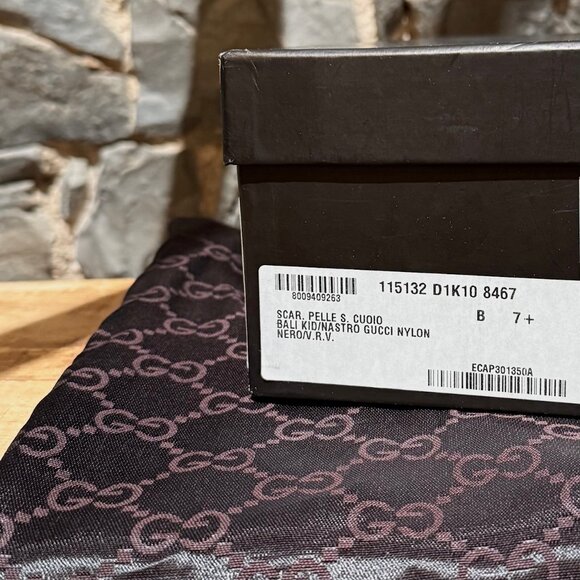 115132 D1K10 8467
8009409263
SCAR. PELLE S. CUOIO B 7+
BALI KID/NASTRO GUCCI NYLON
NERO/V.R.V.
ECAP301350A